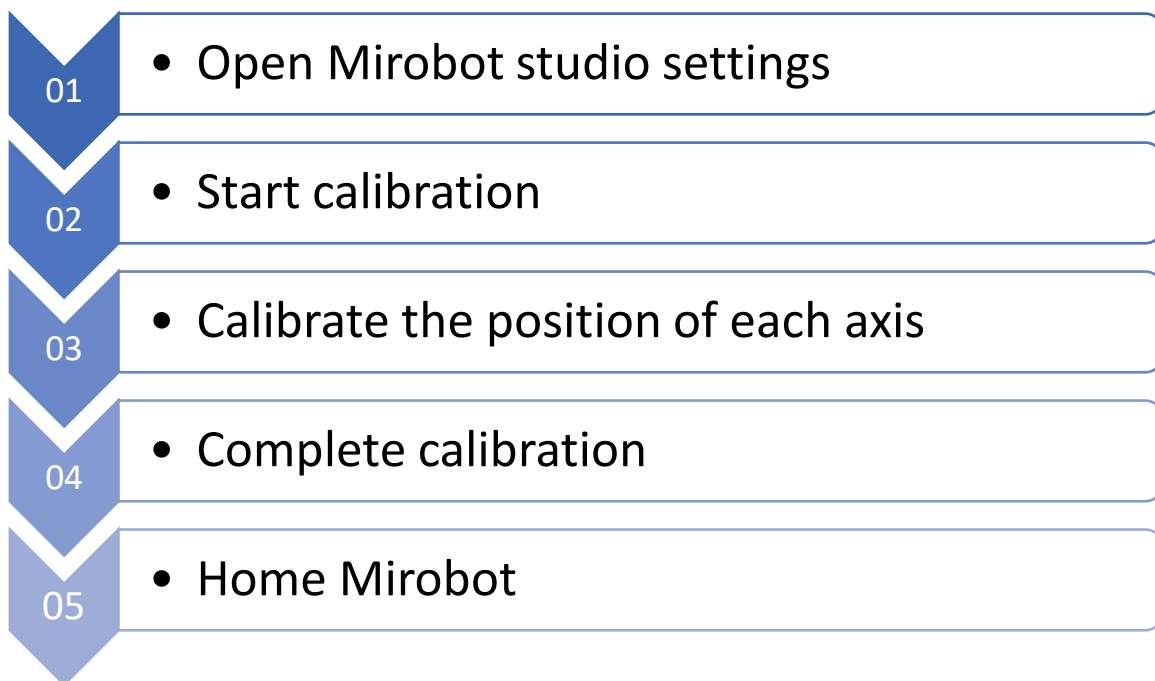 01
• Open Mirobot studio settings
02
• Start calibration
03
• Calibrate the position of each axis
04
• Complete calibration
05
• Home Mirobot